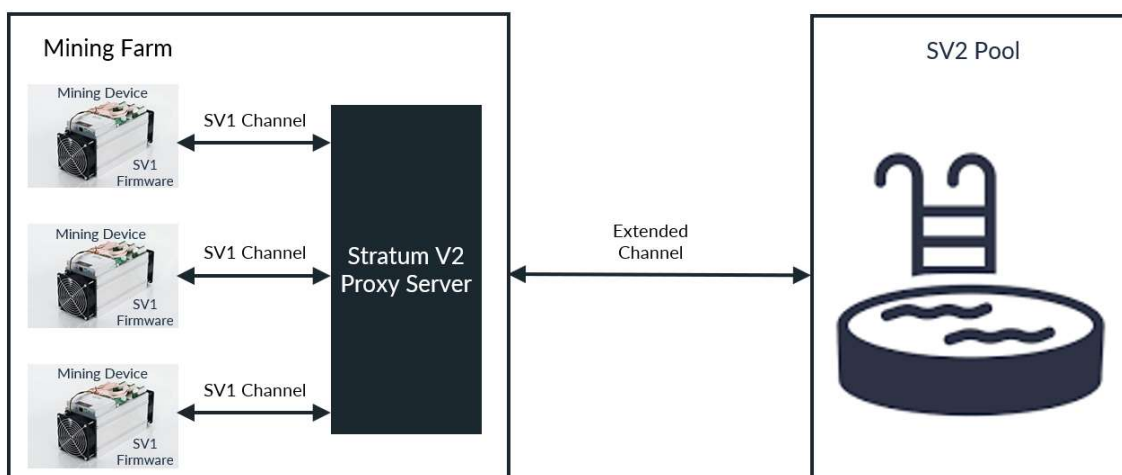 Mining Farm
Mining Device
SV1
Firmware
SV1 Channel
Mining Device
SV1
Firmware
SV1 Channel
Mining Device
SV1
Firmware
SV1 Channel
Stratum V2
Proxy Server
Extended
Channel
SV2 Pool